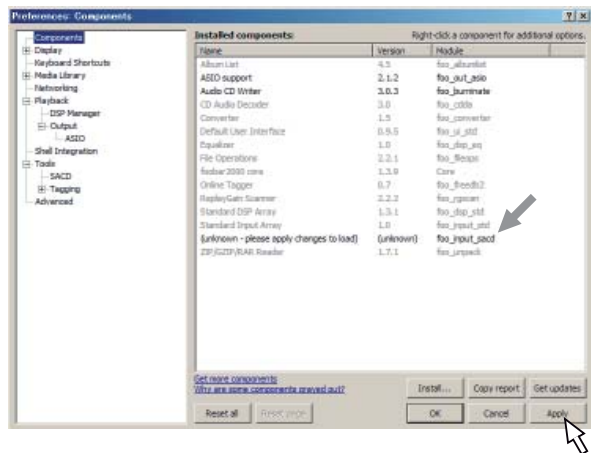 Preferences: Components
Components
Display
Keyboard Shortcuts
Media Library
Networking
Playback
DSP Manager
Output
ASIO
Shell Integration
Tools
SACD
Tagging
Advanced
Installed components: Right-click a component for additional options.
Name Version Module
Album List 4.5 foo_albumlist
ASIO support 2.1.2 foo_out_asio
Audio CD Writer 3.0.3 foo_burninate
CD Audio Decoder 3.0 foo_cdda
Converter 1.5 foo_converter
Default User Interface 0.9.5 foo_ui_std
Equalizer 1.0 foo_dsp_eq
File Operations 2.2.1 foo_fileops
foobar2000 core 1.3.9 Core
Online Tagger 0.7 foo_freedb2
ReplayGain Scanner 2.2.2 foo_rgscan
Standard DSP Array 1.3.1 foo_dsp_std
Standard Input Array 1.0 foo_input_std
(unknown - please apply changes to load) (unknown) foo_input_sacd
ZIP/GZIP/RAR Reader 1.7.1 foo_unpack
Get more components
Why are some components grayed out?
Install... Copy report Get updates
Reset all Reset page OK Cancel Apply